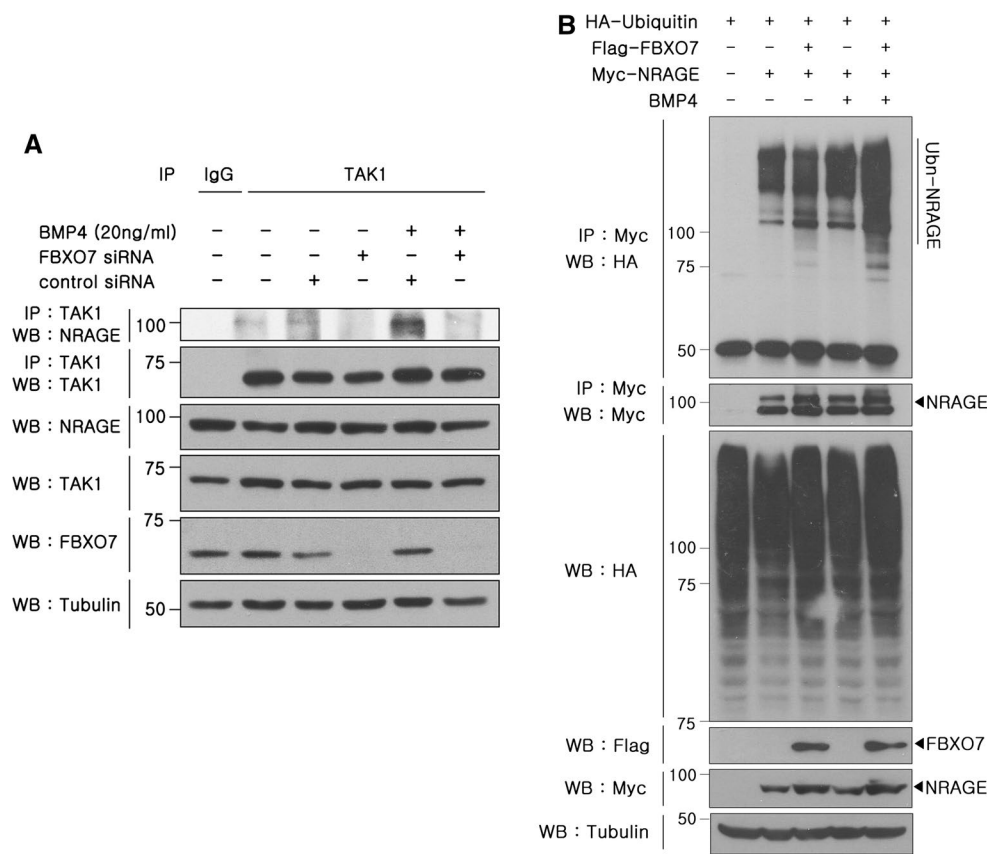 A
IP IgG TAK1
BMP4 (20ng/ml) – – – – + +
FBXO7 siRNA – – – + – +
control siRNA – – + – + –
IP : TAK1
WB : NRAGE
100
IP : TAK1
WB : TAK1
75
WB : NRAGE
100
WB : TAK1
75
WB : FBXO7
75
WB : Tubulin
50
B
HA-Ubiquitin + + + + +
Flag-FBXO7 – – + – +
Myc-NRAGE – + + + +
BMP4 – – – + +
IP : Myc
WB : HA
100
75
50
Ubn-NRAGE
IP : Myc
WB : Myc
100
NRAGE
WB : HA
100
75
75
WB : Flag
FBXO7
100
WB : Myc
NRAGE
50
WB : Tubulin